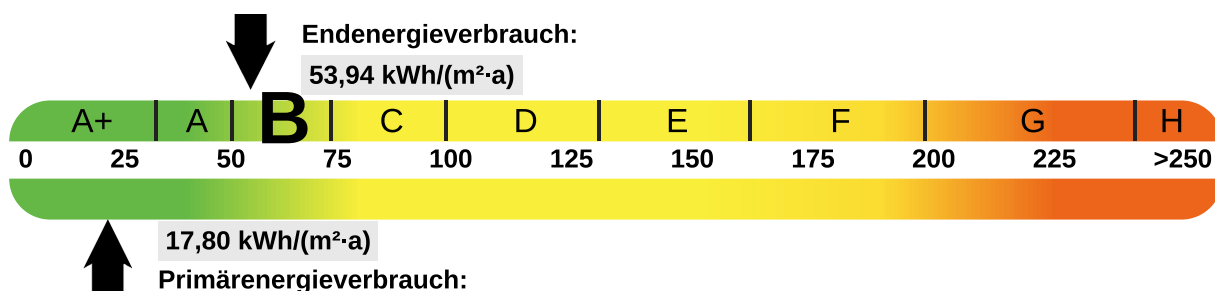 Endenergieverbrauch:
53,94 kWh/(m²·a)
A+ A B C D E F G H
0 25 50 75 100 125 150 175 200 225 >250
17,80 kWh/(m²·a)
Primärenergieverbrauch: